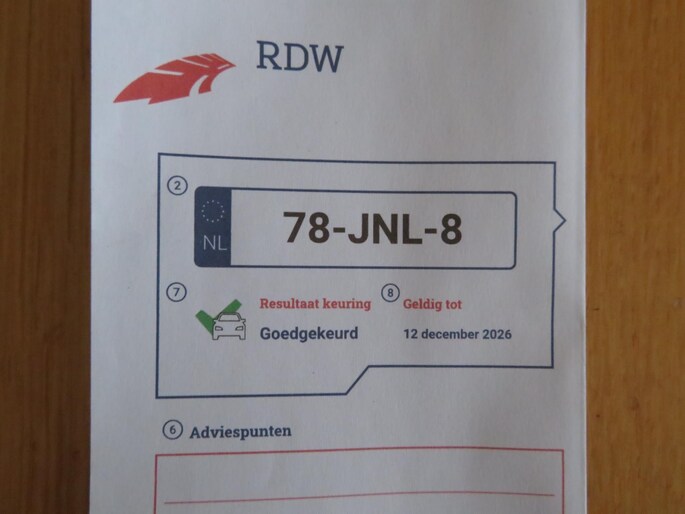 RDW
2
NL
78-JNL-8
7
Resultaat keuring
Goedgekeurd
8
Geldig tot
12 december 2026
6 Adviespunten